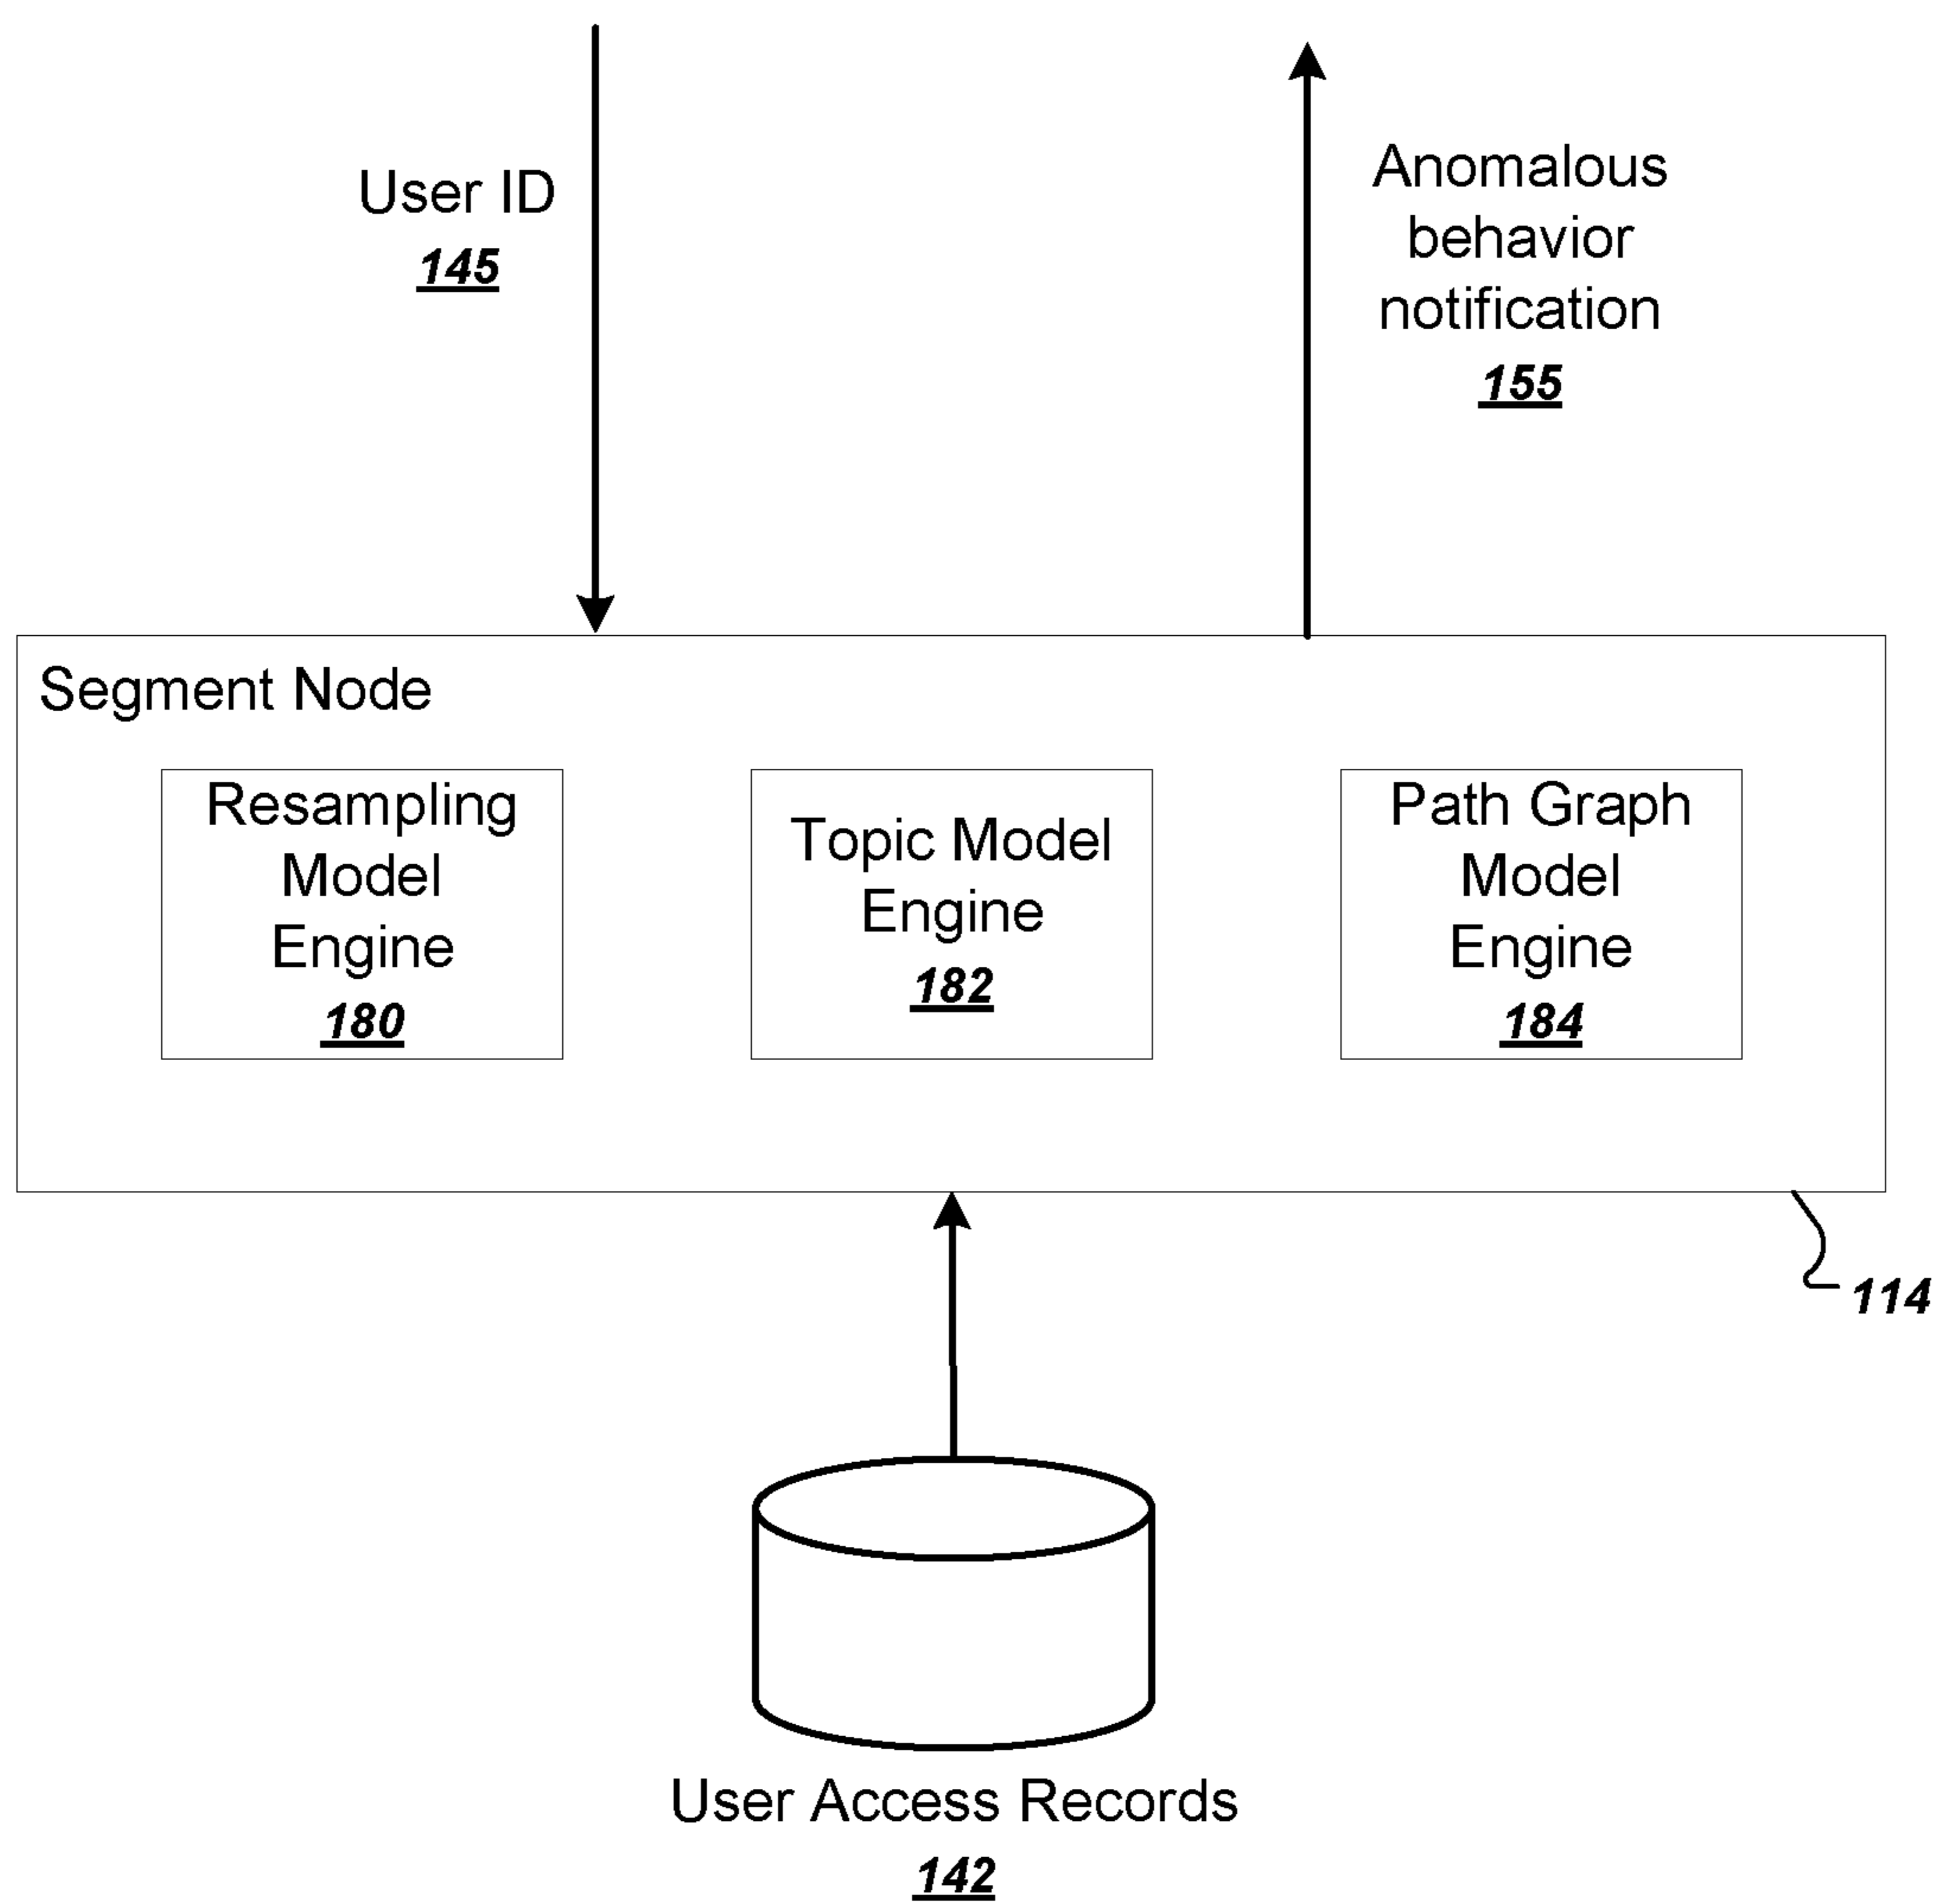 User ID
145
Anomalous
behavior
notification
155
Segment Node
Resampling
Model
Engine
180
Topic Model
Engine
182
Path Graph
Model
Engine
184
114
User Access Records
142